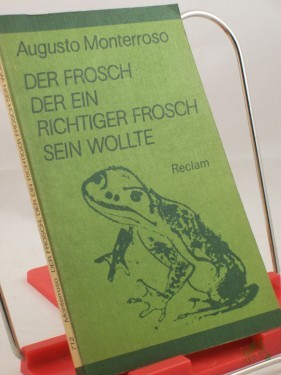 Augusto Monterroso
DER FROSCH
DER EIN
RICHTIGER FROSCH
SEIN WOLLTE
Reclam